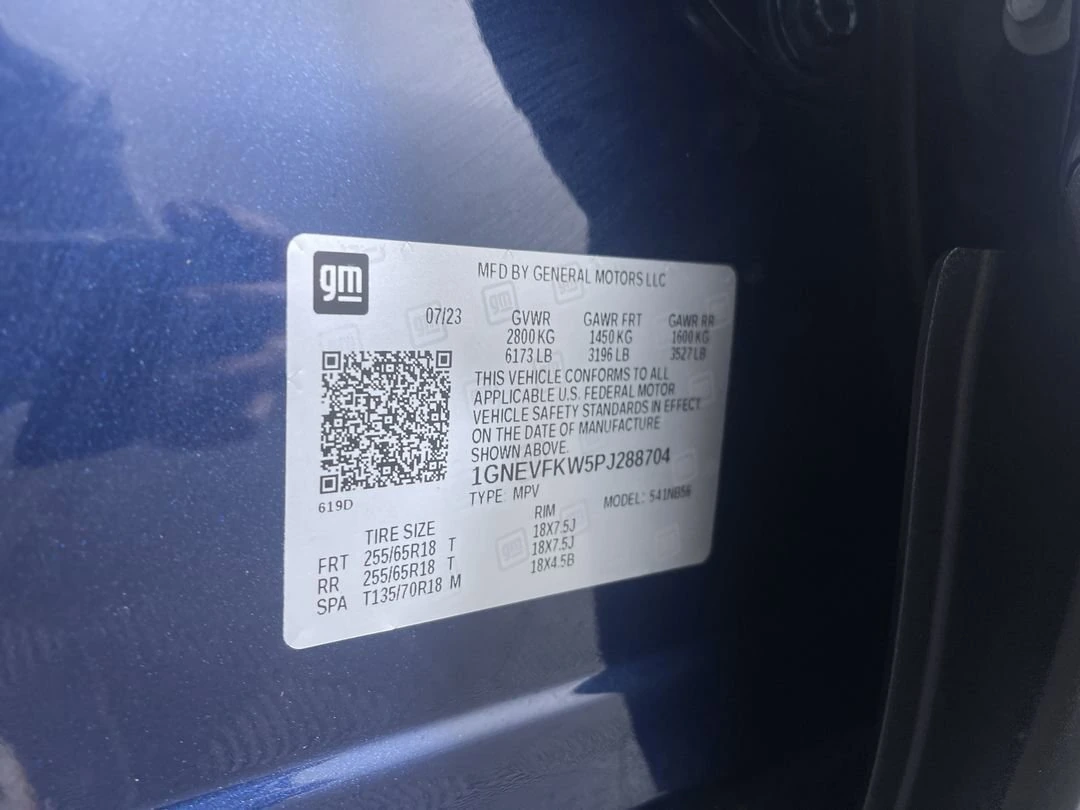 gm
MFD BY GENERAL MOTORS LLC
07/23 GVWR GAWR FRT GAWR RR
2800 KG 1450 KG 1600 KG
6173 LB 3196 LB 3527 LB
THIS VEHICLE CONFORMS TO ALL
APPLICABLE U.S. FEDERAL MOTOR
VEHICLE SAFETY STANDARDS IN EFFECT
ON THE DATE OF MANUFACTURE
SHOWN ABOVE.
1GNEVFKW5PJ288704
TYPE: MPV MODEL: 541NB56
619D
TIRE SIZE RIM
FRT 255/65R18 T 18X7.5J
RR 255/65R18 T 18X7.5J
SPA T135/70R18 M 18X4.5B